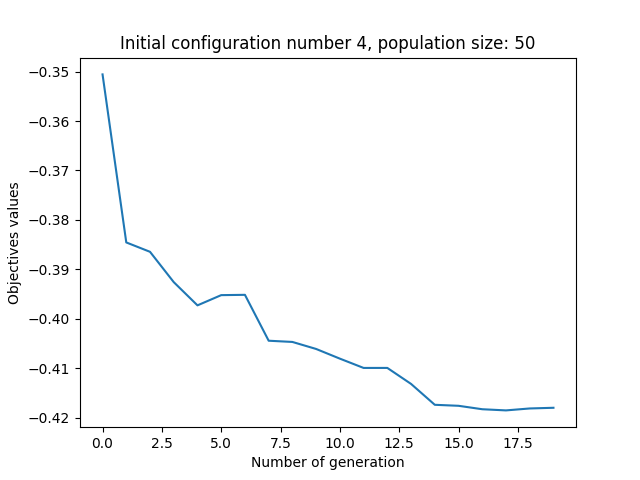 Initial configuration number 4, population size: 50
−0.35
−0.36
−0.37
−0.38
−0.39
−0.40
−0.41
−0.42
Objectives values
0.0 2.5 5.0 7.5 10.0 12.5 15.0 17.5
Number of generation